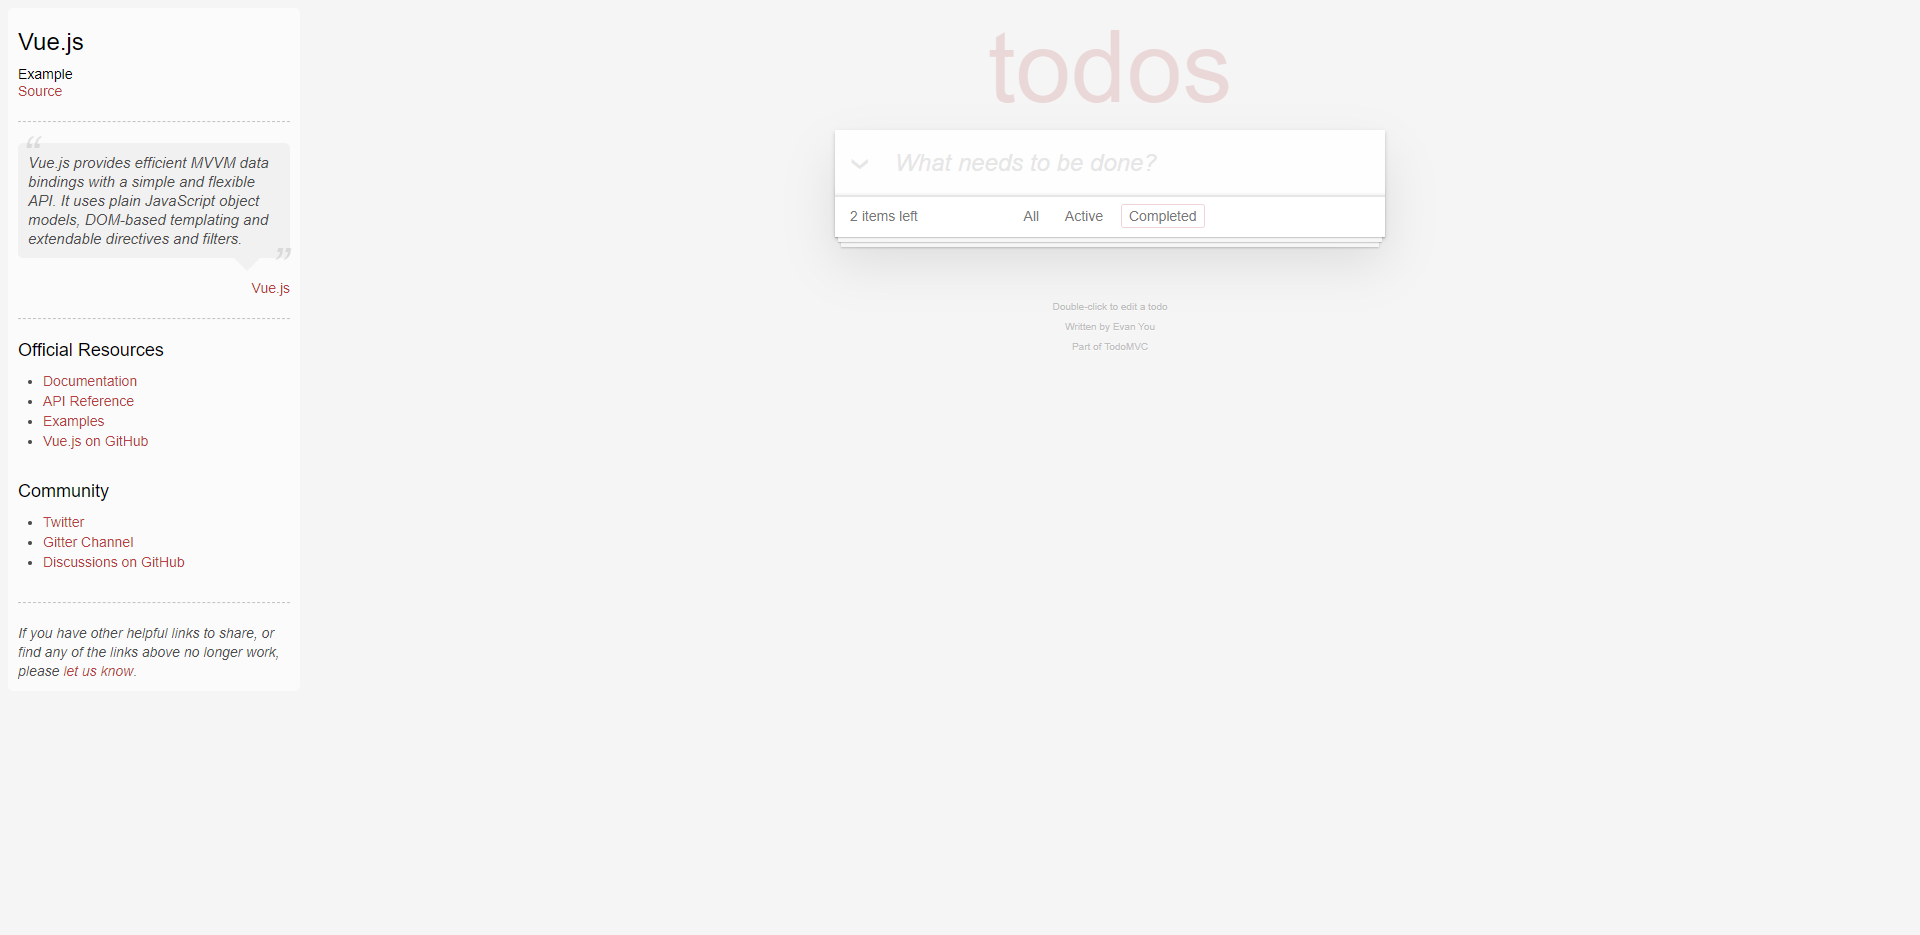 Vue.js
Example
Source
“
Vue.js provides efficient MVVM data
bindings with a simple and flexible
API. It uses plain JavaScript object
models, DOM-based templating and
extendable directives and filters.
”
Vue.js
Official Resources
• Documentation
• API Reference
• Examples
• Vue.js on GitHub
Community
• Twitter
• Gitter Channel
• Discussions on GitHub
If you have other helpful links to share, or
find any of the links above no longer work,
please let us know.
todos
What needs to be done?
2 items left All Active Completed
Double-click to edit a todo
Written by Evan You
Part of TodoMVC